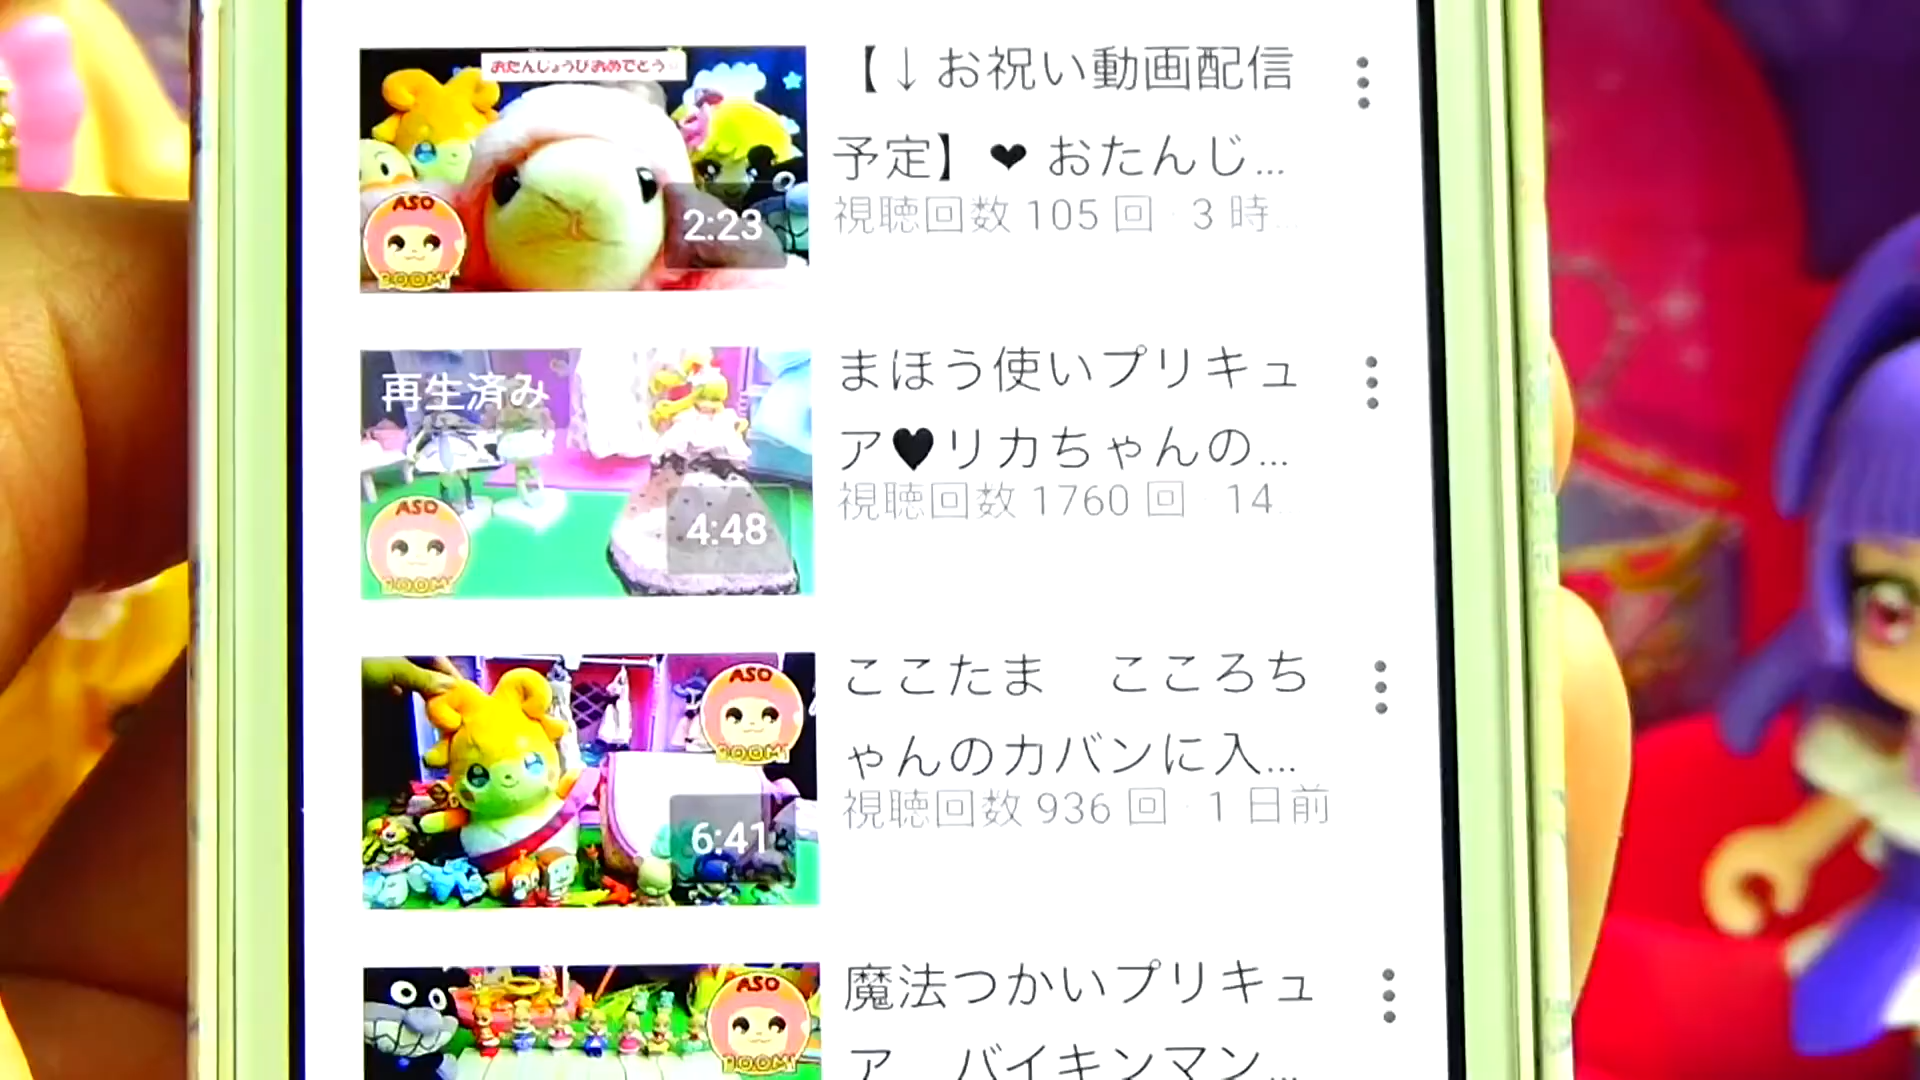 おたんじょうびおめでとう
ASO
ROOM!
2:23
【↓お祝い動画配信
予定】❤おたんじ...
視聴回数 105 回 · 3 時...
再生済み
ASO
ROOM!
4:48
まほう使いプリキュ
ア♥リカちゃんの...
視聴回数 1760 回 · 14
ASO
ROOM!
6:41
ここたま　こころち
ゃんのカバンに入...
視聴回数 936 回 · 1 日前
ASO
ROOM!
魔法つかいプリキュ
ア　バイキンマン...